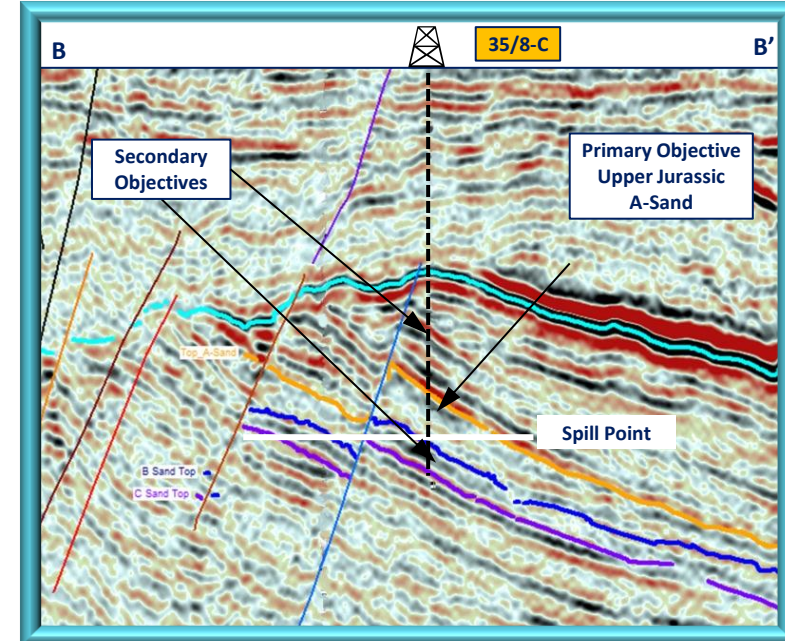 B
35/8-C
B’
Secondary
Objectives
Primary Objective
Upper Jurassic
A-Sand
Top_A-Sand
Spill Point
B Sand Top
C Sand Top